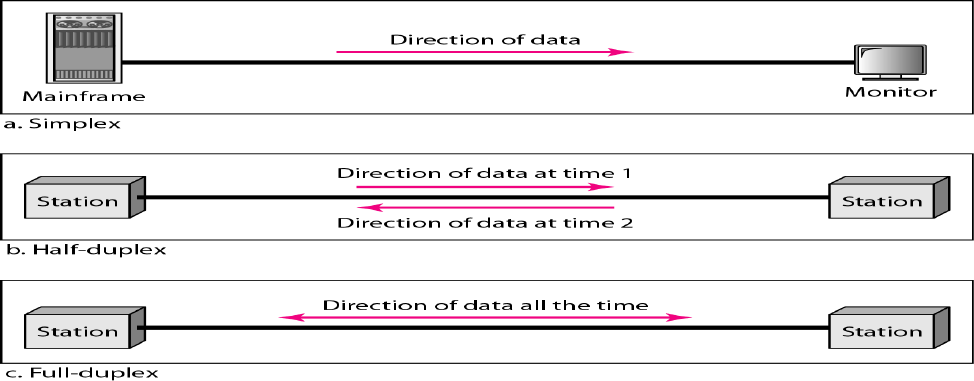 Direction of data
Mainframe
Monitor
a. Simplex
Direction of data at time 1
Station
Station
Direction of data at time 2
b. Half-duplex
Direction of data all the time
Station
Station
c. Full-duplex